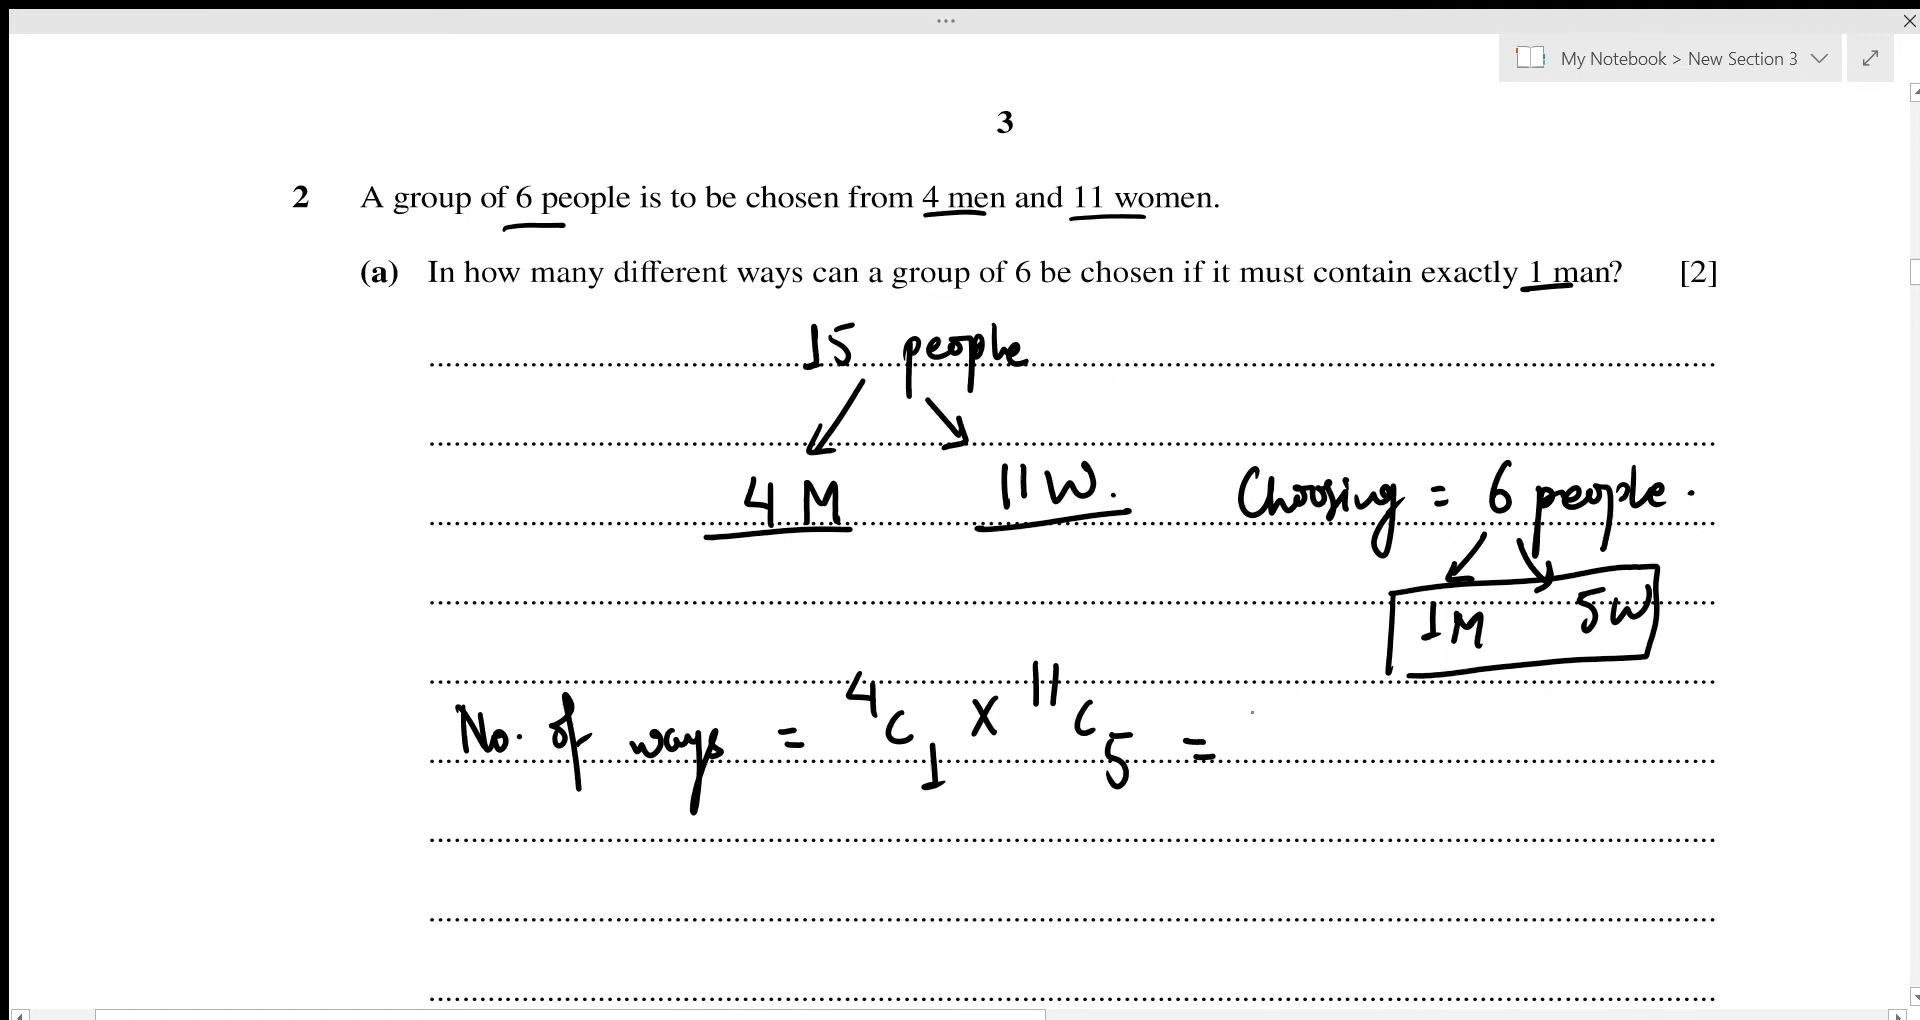 My Notebook > New Section 3
3
2 A group of 6 people is to be chosen from 4 men and 11 women.
(a) In how many different ways can a group of 6 be chosen if it must contain exactly 1 man? [2]
15 people
4 M 11 W. Choosing = 6 people.
1M 5W
No. of ways = ⁴C₁ × ¹¹C₅ =